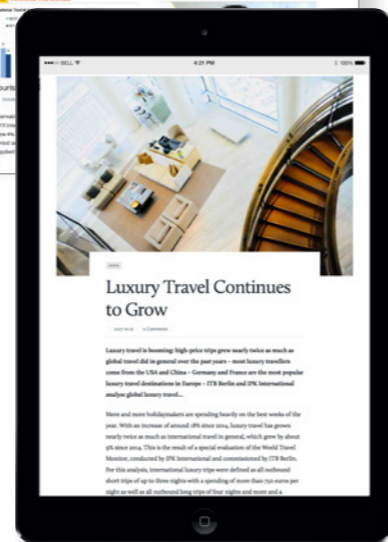 BELL 4:21 PM 100%
Luxury Travel Continues
to Grow
0 Comments
Luxury travel is booming: high-price trips grew nearly twice as much as
global travel did in general over the past years – most luxury travellers
come from the USA and China – Germany and France are the most popular
luxury travel destinations in Europe – ITB Berlin and IPK International
analyse global luxury travel...
More and more holidaymakers are spending heavily on the best weeks of the
year. With an increase of around 18% since 2014, luxury travel has grown
nearly twice as much as international travel in general, which grew by about
9% since 2014. This is the result of a special evaluation of the World Travel
Monitor, conducted by IPK International and commissioned by ITB Berlin.
For this analysis, international luxury trips were defined as all outbound
short trips of up to three nights with a spending of more than 750 euros per
night as well as all outbound long trips of four nights and more and a